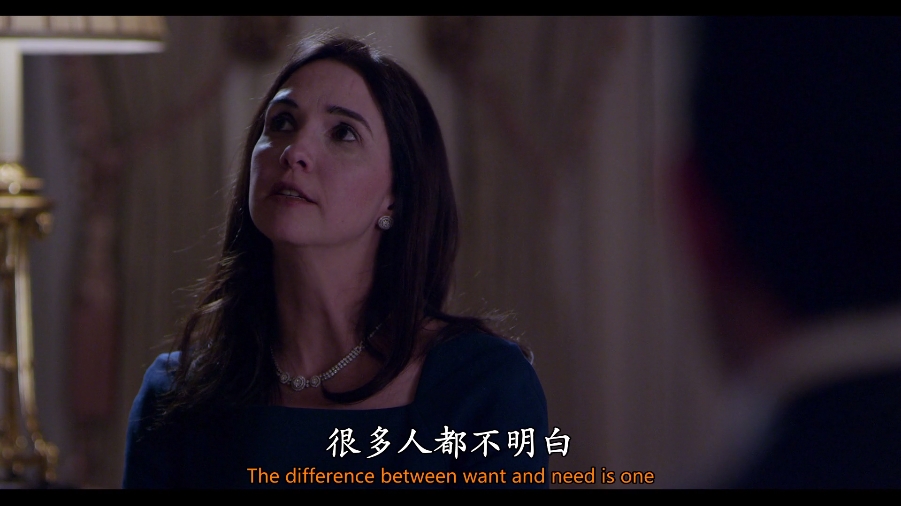 很多人都不明白
The difference between want and need is one